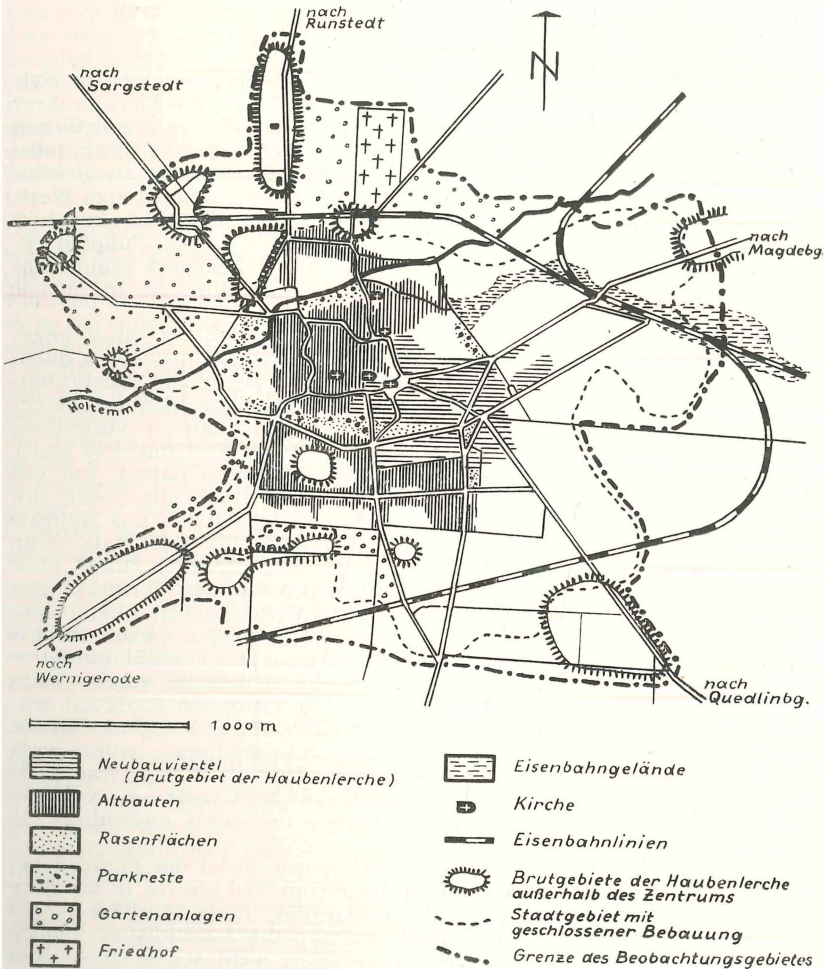 nach
Runstedt
nach
Sargstedt
N
nach
Magdebg.
Holtemme
nach
Wernigerode
nach
Quedlinbg.
1000 m
Neubauviertel
(Brutgebiet der Haubenlerche)
Altbauten
Rasenflächen
Parkreste
Gartenanlagen
Friedhof
Eisenbahngelände
Kirche
Eisenbahnlinien
Brutgebiete der Haubenlerche
außerhalb des Zentrums
Stadtgebiet mit
geschlossener Bebauung
Grenze des Beobachtungsgebietes